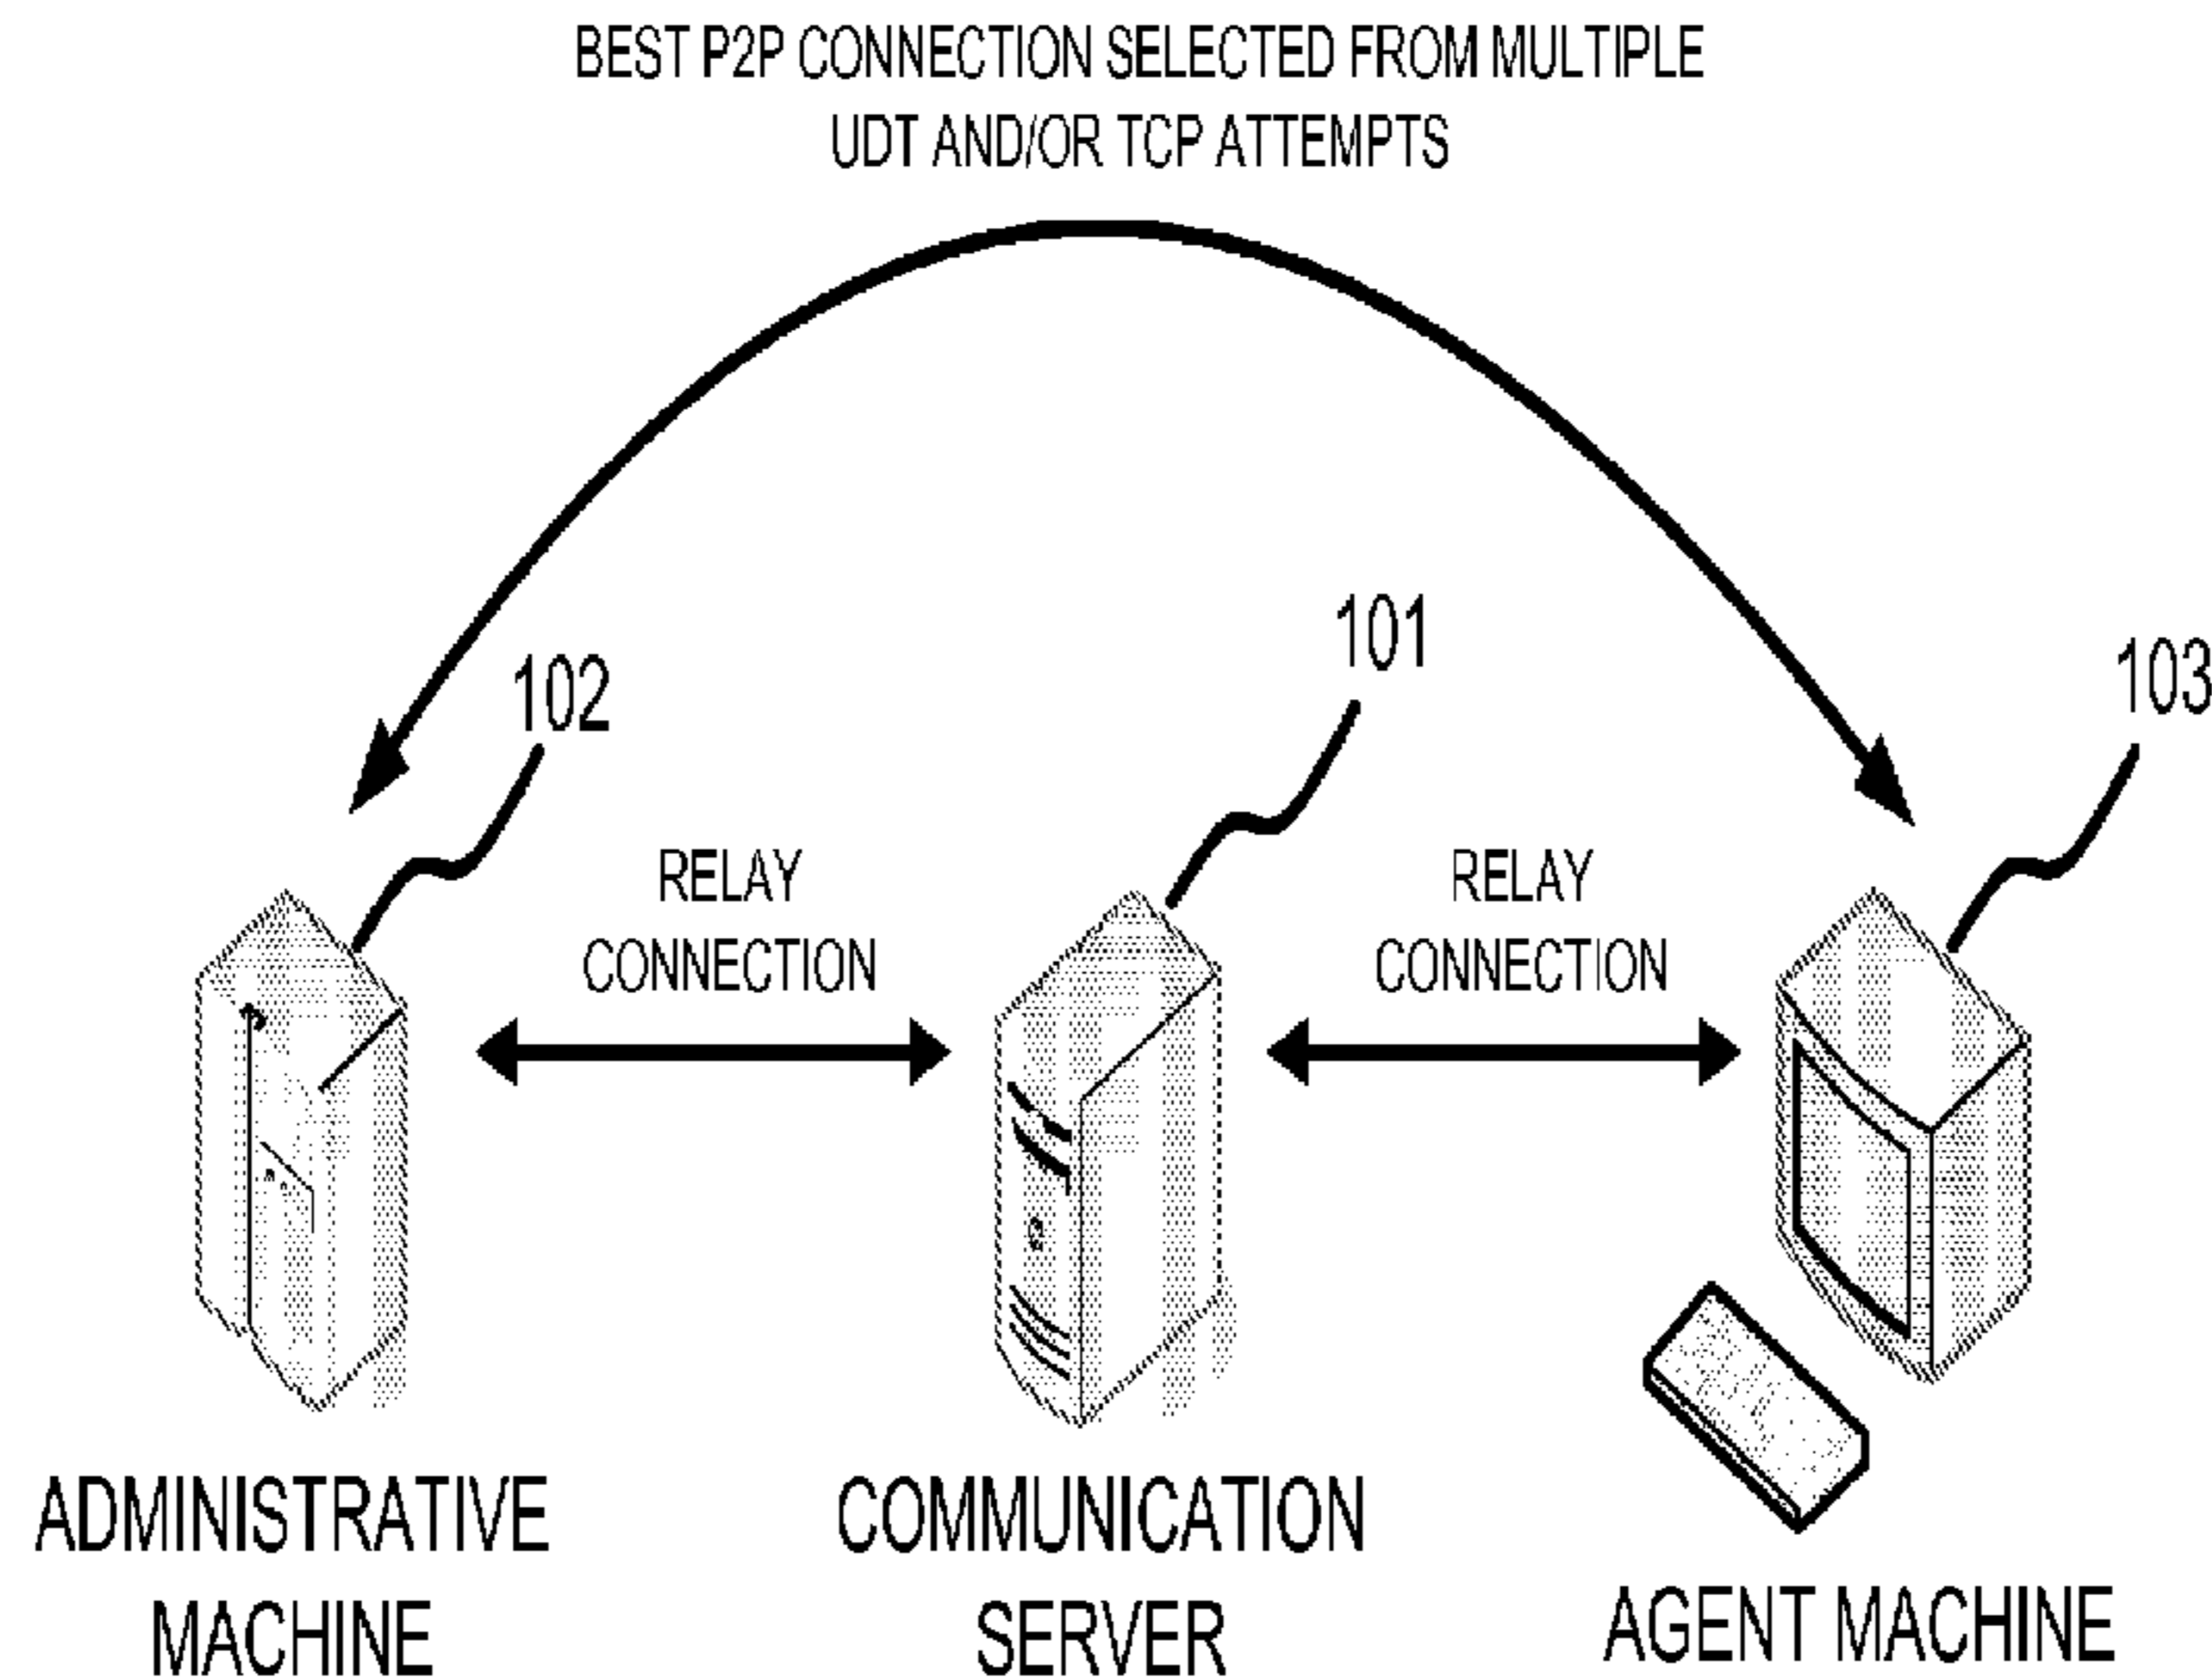 BEST P2P CONNECTION SELECTED FROM MULTIPLE
UDT AND/OR TCP ATTEMPTS
102
101
103
RELAY
CONNECTION
RELAY
CONNECTION
ADMINISTRATIVE
MACHINE
COMMUNICATION
SERVER
AGENT MACHINE